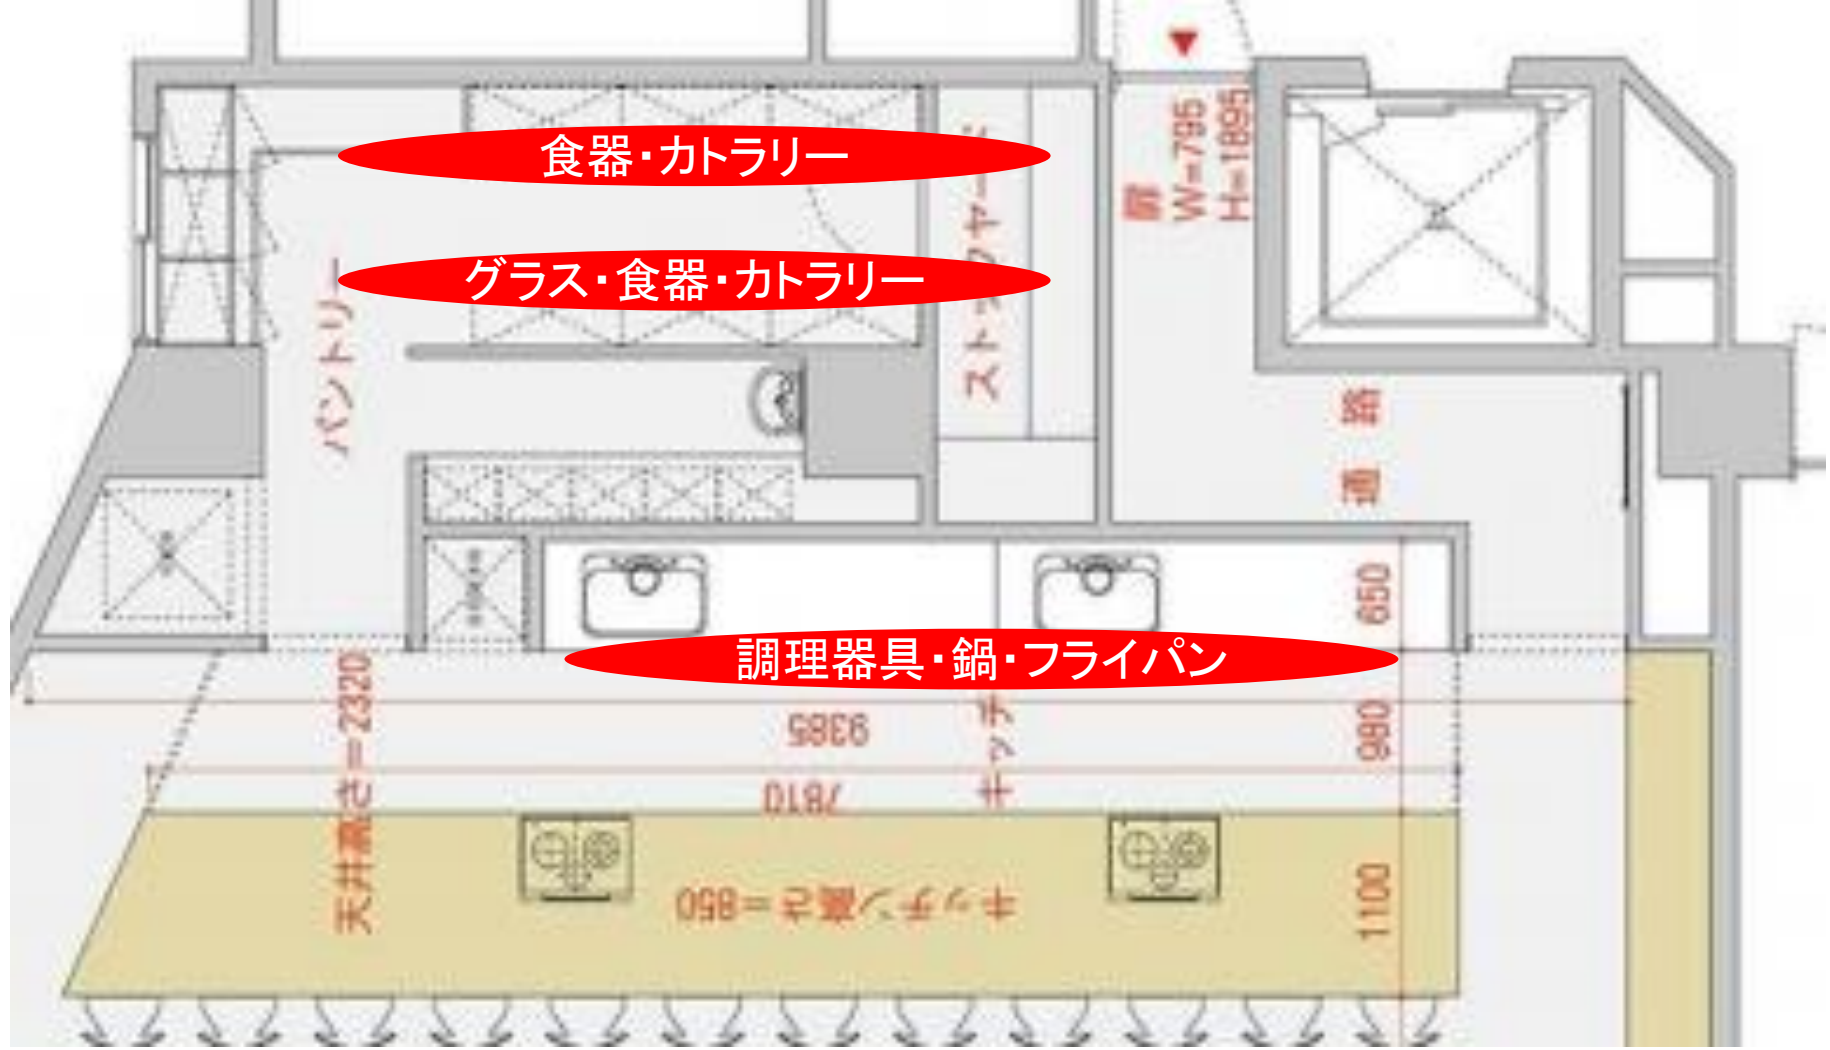 食器・カトラリー
グラス・食器・カトラリー
パントリー
ストックヤード
扉
W=795
H=1895
通路
調理器具・鍋・フライパン
650
980
1100
9385
7810
キッチ
天井高さ=2320
キッチン高さ=850